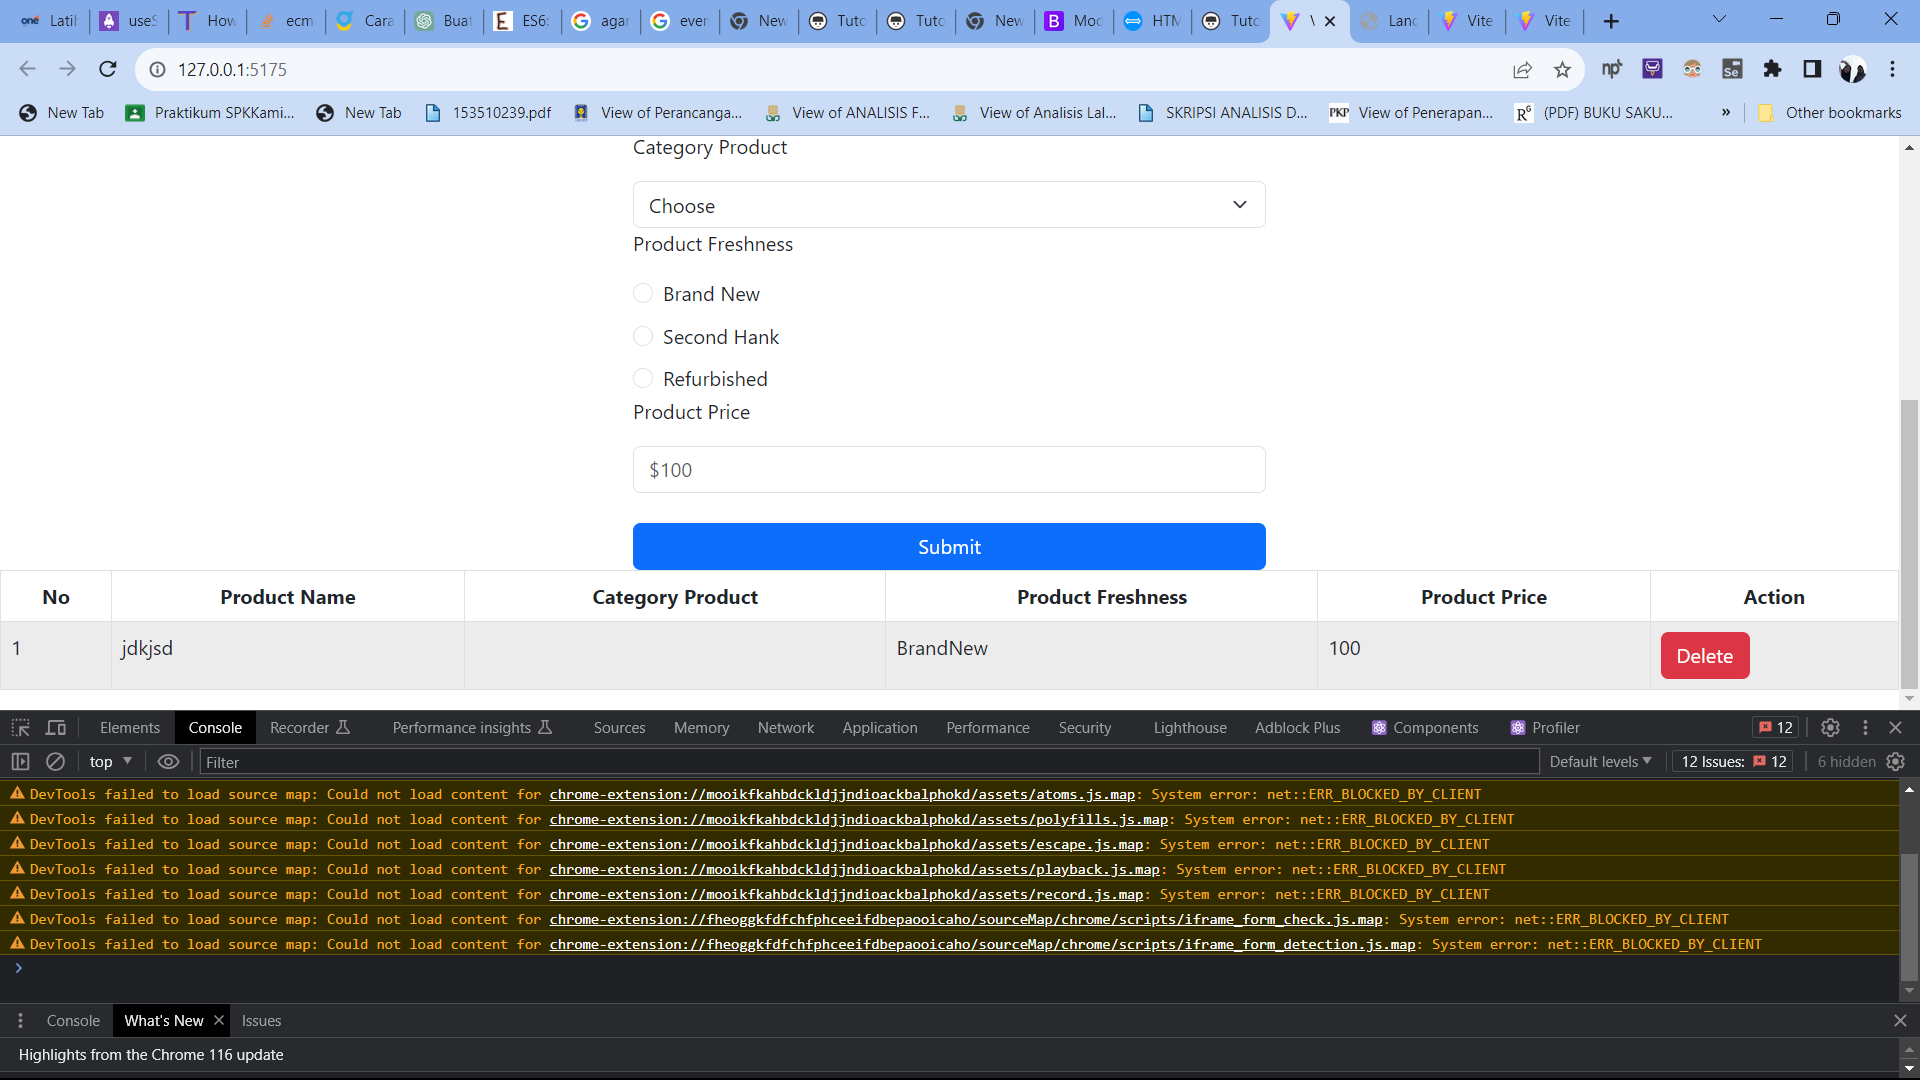 Latih
useS
How
ecm
Cara
Buat
ES6:
agar
even
New
Tuto
Tuto
New
Moo
HTM
Tuto
Lanc
Vite
Vite
127.0.0.1:5175
New Tab
Praktikum SPKKami...
New Tab
153510239.pdf
View of Perancanga...
View of ANALISIS F...
View of Analisis Lal...
SKRIPSI ANALISIS D...
PKP View of Penerapan...
(PDF) BUKU SAKU...
»
Other bookmarks
Category Product
Choose
Product Freshness
Brand New
Second Hank
Refurbished
Product Price
$100
Submit
No Product Name Category Product Product Freshness Product Price Action
1 jdkjsd BrandNew 100 Delete
Elements Console Recorder Performance insights Sources Memory Network Application Performance Security Lighthouse Adblock Plus Components Profiler 12
top Filter Default levels 12 Issues: 12 6 hidden
DevTools failed to load source map: Could not load content for chrome-extension://mooikfkahbdckldjjndioackbalphokd/assets/atoms.js.map: System error: net::ERR_BLOCKED_BY_CLIENT
DevTools failed to load source map: Could not load content for chrome-extension://mooikfkahbdckldjjndioackbalphokd/assets/polyfills.js.map: System error: net::ERR_BLOCKED_BY_CLIENT
DevTools failed to load source map: Could not load content for chrome-extension://mooikfkahbdckldjjndioackbalphokd/assets/escape.js.map: System error: net::ERR_BLOCKED_BY_CLIENT
DevTools failed to load source map: Could not load content for chrome-extension://mooikfkahbdckldjjndioackbalphokd/assets/playback.js.map: System error: net::ERR_BLOCKED_BY_CLIENT
DevTools failed to load source map: Could not load content for chrome-extension://mooikfkahbdckldjjndioackbalphokd/assets/record.js.map: System error: net::ERR_BLOCKED_BY_CLIENT
DevTools failed to load source map: Could not load content for chrome-extension://fheoggkfdfchfphceeifdbepaooicaho/sourceMap/chrome/scripts/iframe_form_check.js.map: System error: net::ERR_BLOCKED_BY_CLIENT
DevTools failed to load source map: Could not load content for chrome-extension://fheoggkfdfchfphceeifdbepaooicaho/sourceMap/chrome/scripts/iframe_form_detection.js.map: System error: net::ERR_BLOCKED_BY_CLIENT
Console What's New Issues
Highlights from the Chrome 116 update